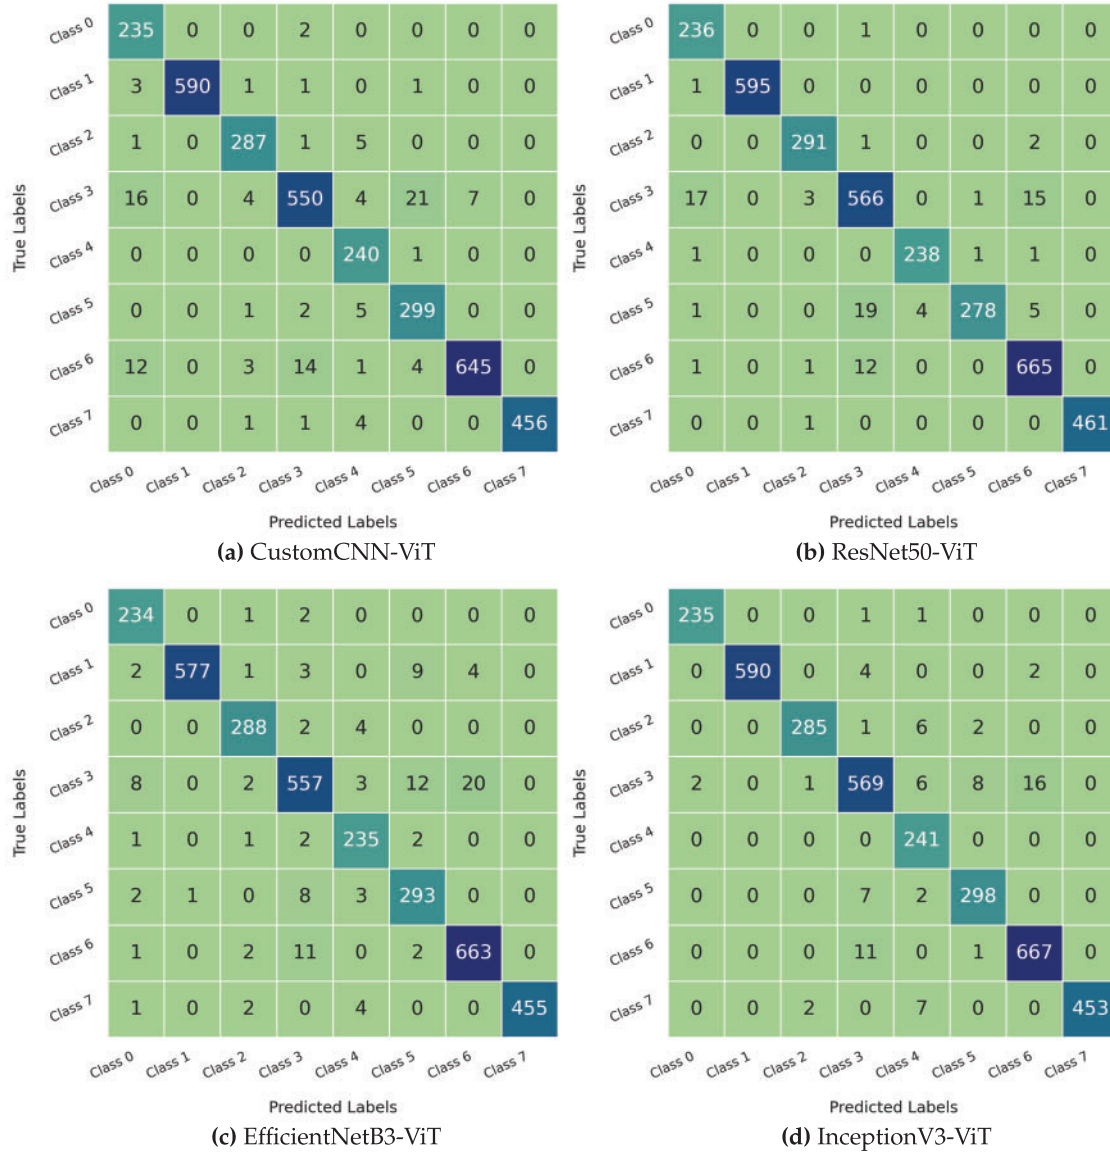 Class 0 235 0 0 2 0 0 0 0
Class 1 3 590 1 1 0 1 0 0
Class 2 1 0 287 1 5 0 0 0
Class 3 16 0 4 550 4 21 7 0
Class 4 0 0 0 0 240 1 0 0
Class 5 0 0 1 2 5 299 0 0
Class 6 12 0 3 14 1 4 645 0
Class 7 0 0 1 1 4 0 0 456
True Labels
Class 0 Class 1 Class 2 Class 3 Class 4 Class 5 Class 6 Class 7
Predicted Labels
(a) CustomCNN-ViT
Class 0 236 0 0 1 0 0 0 0
Class 1 1 595 0 0 0 0 0 0
Class 2 0 0 291 1 0 0 2 0
Class 3 17 0 3 566 0 1 15 0
Class 4 1 0 0 0 238 1 1 0
Class 5 1 0 0 19 4 278 5 0
Class 6 1 0 1 12 0 0 665 0
Class 7 0 0 1 0 0 0 0 461
True Labels
Class 0 Class 1 Class 2 Class 3 Class 4 Class 5 Class 6 Class 7
Predicted Labels
(b) ResNet50-ViT
Class 0 234 0 1 2 0 0 0 0
Class 1 2 577 1 3 0 9 4 0
Class 2 0 0 288 2 4 0 0 0
Class 3 8 0 2 557 3 12 20 0
Class 4 1 0 1 2 235 2 0 0
Class 5 2 1 0 8 3 293 0 0
Class 6 1 0 2 11 0 2 663 0
Class 7 1 0 2 0 4 0 0 455
True Labels
Class 0 Class 1 Class 2 Class 3 Class 4 Class 5 Class 6 Class 7
Predicted Labels
(c) EfficientNetB3-ViT
Class 0 235 0 0 1 1 0 0 0
Class 1 0 590 0 4 0 0 2 0
Class 2 0 0 285 1 6 2 0 0
Class 3 2 0 1 569 6 8 16 0
Class 4 0 0 0 0 241 0 0 0
Class 5 0 0 0 7 2 298 0 0
Class 6 0 0 0 11 0 1 667 0
Class 7 0 0 2 0 7 0 0 453
True Labels
Class 0 Class 1 Class 2 Class 3 Class 4 Class 5 Class 6 Class 7
Predicted Labels
(d) InceptionV3-ViT